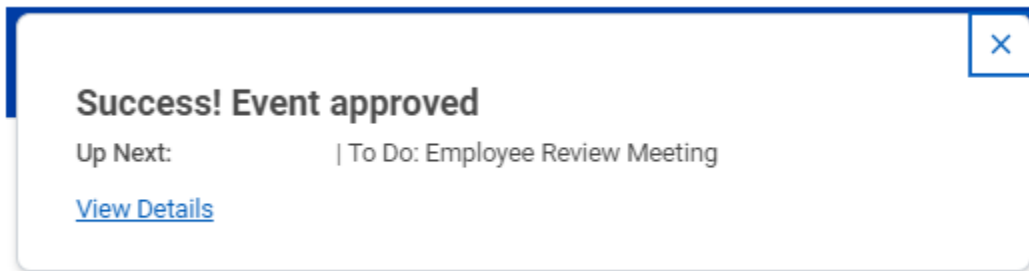 Success! Event approved
Up Next: | To Do: Employee Review Meeting
View Details